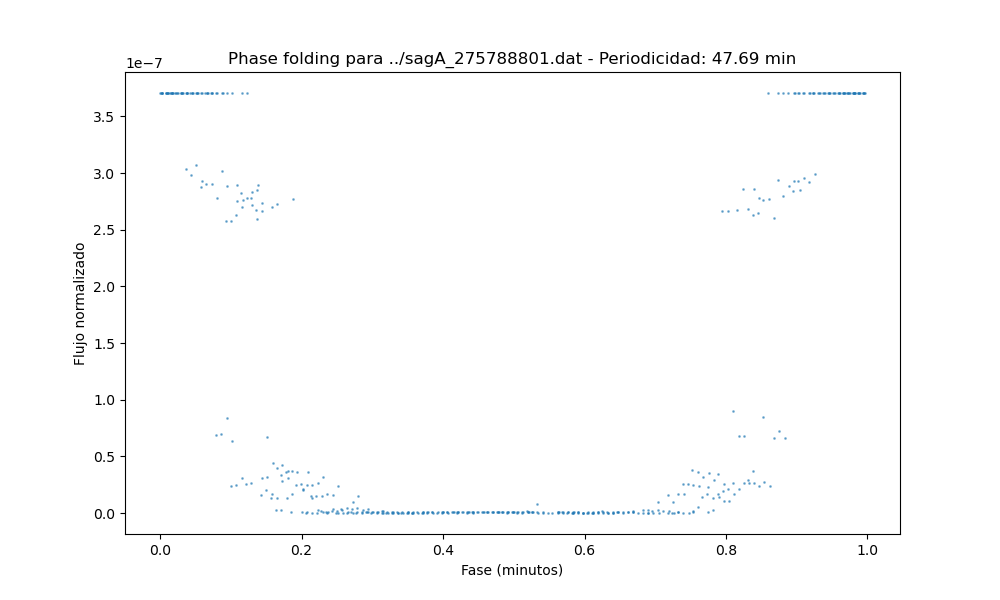 Phase folding para ../sagA_275788801.dat - Periodicidad: 47.69 min
1e−7
3.5
3.0
2.5
2.0
1.5
1.0
0.5
0.0
Flujo normalizado
0.0 0.2 0.4 0.6 0.8 1.0
Fase (minutos)